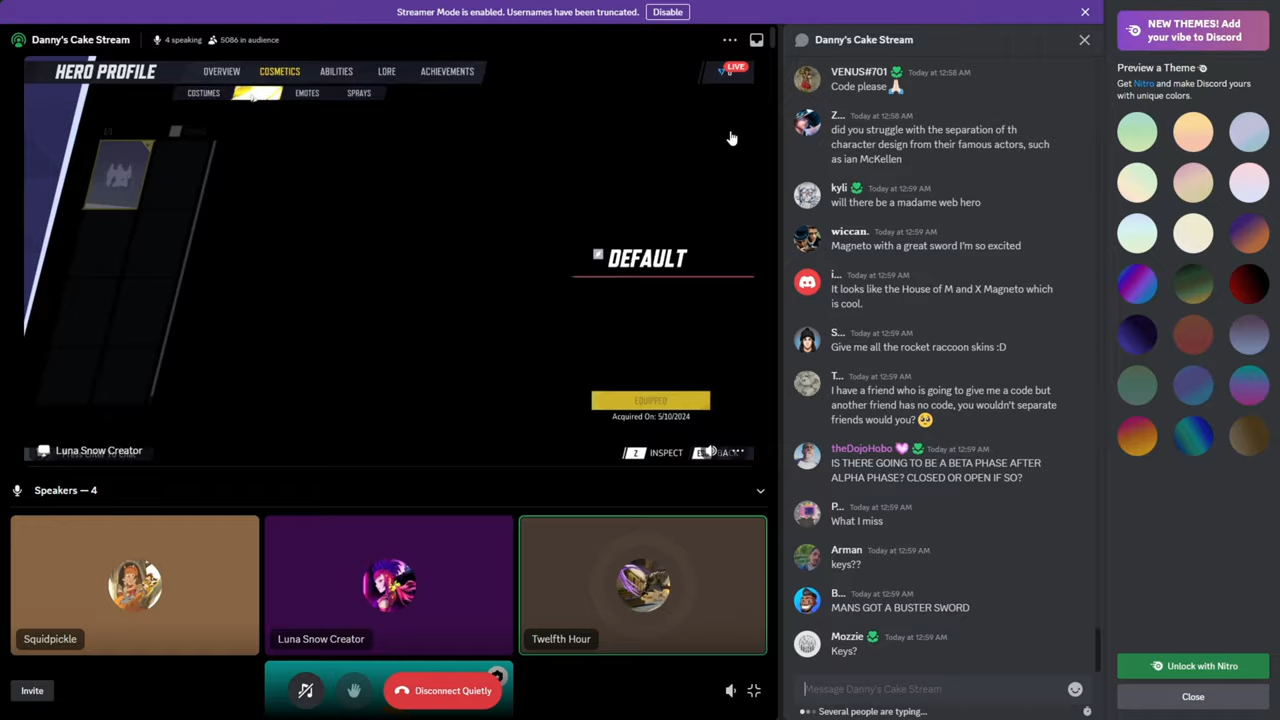 Streamer Mode is enabled. Usernames have been truncated.
Disable
Danny's Cake Stream
4 speaking
5086 in audience
HERO PROFILE
OVERVIEW
COSMETICS
ABILITIES
LORE
ACHIEVEMENTS
LIVE
COSTUMES
EMOTES
SPRAYS
DEFAULT
EQUIPPED
Acquired On: 5/10/2024
Luna Snow Creator
Z INSPECT
Speakers — 4
Squidpickle
Luna Snow Creator
Twelfth Hour
Invite
Disconnect Quietly
Danny's Cake Stream
VENUS#701 Today at 12:58 AM
Code please 🙏🏻
Z... Today at 12:58 AM
did you struggle with the separation of th
character design from their famous actors, such
as ian McKellen
kyli Today at 12:59 AM
will there be a madame web hero
wiccan. Today at 12:59 AM
Magneto with a great sword I'm so excited
i... Today at 12:59 AM
It looks like the House of M and X Magneto which
is cool.
S... Today at 12:59 AM
Give me all the rocket raccoon skins :D
T... Today at 12:59 AM
I have a friend who is going to give me a code but
another friend has no code, you wouldn't separate
friends would you? 🥺
theDojoHobo Today at 12:59 AM
IS THERE GOING TO BE A BETA PHASE AFTER
ALPHA PHASE? CLOSED OR OPEN IF SO?
P... Today at 12:59 AM
What I miss
Arman Today at 12:59 AM
keys??
B... Today at 12:59 AM
MANS GOT A BUSTER SWORD
Mozzie Today at 12:59 AM
Keys?
Message Danny's Cake Stream
Several people are typing...
NEW THEMES! Add
your vibe to Discord
Preview a Theme
Get Nitro and make Discord yours
with unique colors.
Unlock with Nitro
Close